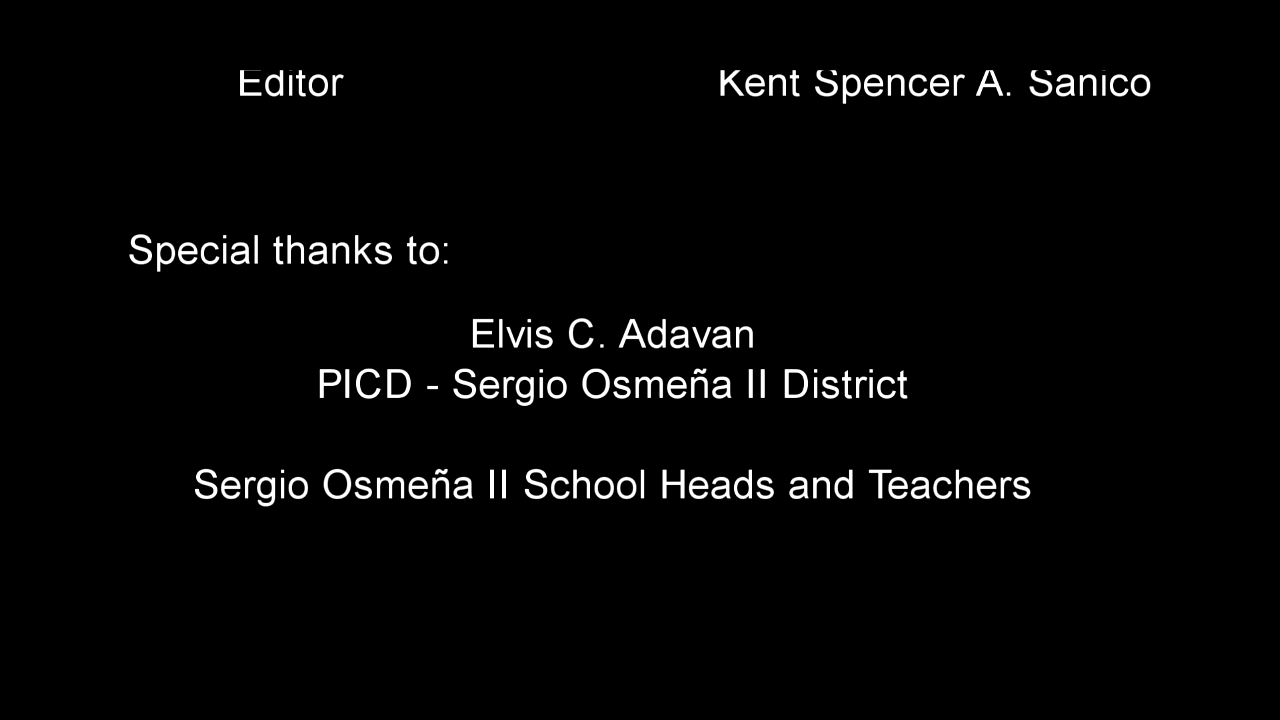 Editor Kent Spencer A. Sanico
Special thanks to:
Elvis C. Adavan
PICD - Sergio Osmeña II District
Sergio Osmeña II School Heads and Teachers